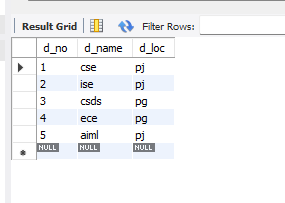 Result Grid Filter Rows:
d_no d_name d_loc
1 cse pj
2 ise pj
3 csds pg
4 ece pg
5 aiml pj
NULL NULL NULL